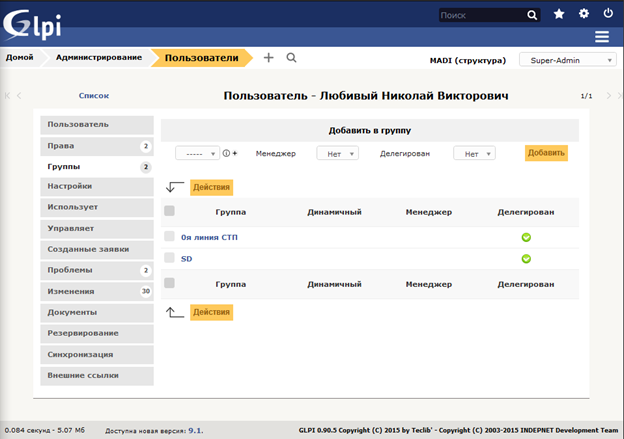 Glpi
Поиск
Домой Администрирование Пользователи + MADI (структура) Super-Admin
Список Пользователь - Любивый Николай Викторович 1/1
Пользователь
Права 2
Группы 2
Настройки
Использует
Управляет
Созданные заявки
Проблемы 2
Изменения 30
Документы
Резервирование
Синхронизация
Внешние ссылки
Добавить в группу
----- + Менеджер Нет Делегирован Нет Добавить
Действия
Группа Динамичный Менеджер Делегирован
0я линия СТП
SD
Группа Динамичный Менеджер Делегирован
Действия
0.084 секунд - 5.07 Мб Доступна новая версия: 9.1. GLPI 0.90.5 Copyright (C) 2015 by Teclib' - Copyright (C) 2003-2015 INDEPNET Development Team